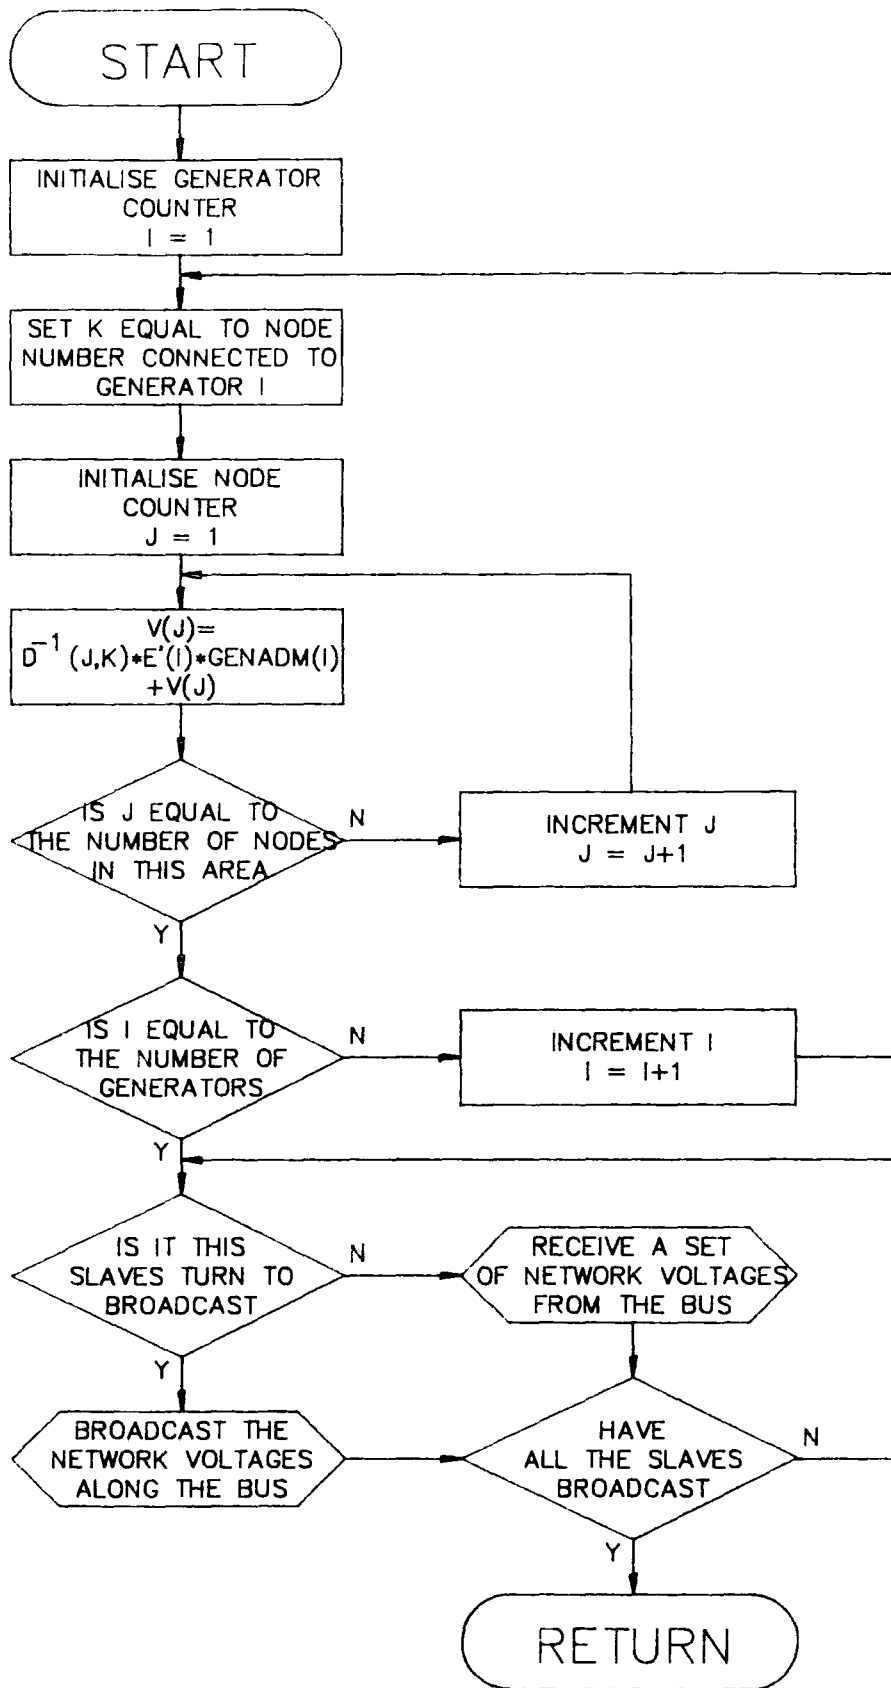 START
INITIALISE GENERATOR
COUNTER
I = 1
SET K EQUAL TO NODE
NUMBER CONNECTED TO
GENERATOR I
INITIALISE NODE
COUNTER
J = 1
V(J)=
D⁻¹(J,K)*E'(I)*GENADM(I)
+V(J)
IS J EQUAL TO
THE NUMBER OF NODES
IN THIS AREA
N
INCREMENT J
J = J+1
Y
IS I EQUAL TO
THE NUMBER OF
GENERATORS
N
INCREMENT I
I = I+1
Y
IS IT THIS
SLAVES TURN TO
BROADCAST
N
RECEIVE A SET
OF NETWORK VOLTAGES
FROM THE BUS
Y
BROADCAST THE
NETWORK VOLTAGES
ALONG THE BUS
HAVE
ALL THE SLAVES
BROADCAST
N
Y
RETURN